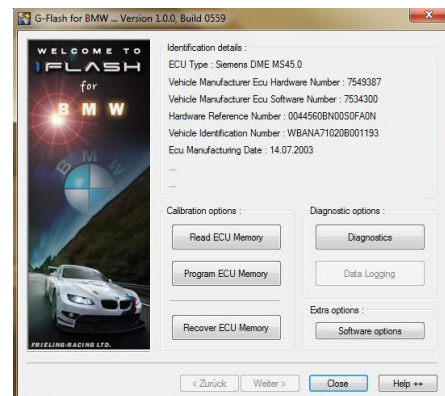 G-Flash for BMW ... Version 1.0.0, Build 0559
WELCOME TO
iFLASH
for
BMW
BMW
FRIELING-RACING LTD.
Identification details :
ECU Type : Siemens DME MS45.0
Vehicle Manufacturer Ecu Hardware Number : 7549387
Vehicle Manufacturer Ecu Software Number : 7534300
Hardware Reference Number : 0044560BN00S0FA0N
Vehicle Identification Number : WBANA71020B001193
Ecu Manufacturing Date : 14.07.2003
...
...
Calibration options :
Read ECU Memory
Program ECU Memory
Recover ECU Memory
Diagnostic options :
Diagnostics
Data Logging
Extra options :
Software options
< Zurück
Weiter >
Close
Help ++